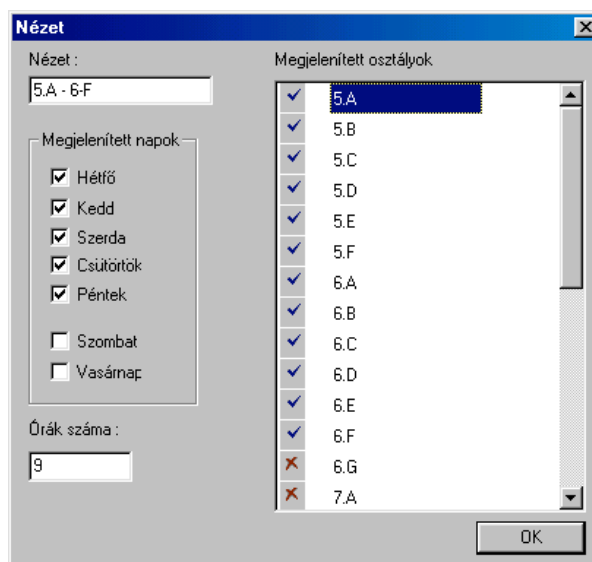 Nézet
Nézet :
5.A - 6-F
Megjelenített napok
Hétfő
Kedd
Szerda
Csütörtök
Péntek
Szombat
Vasárnap
Órák száma :
9
Megjelenített osztályok
5.A
5.B
5.C
5.D
5.E
5.F
6.A
6.B
6.C
6.D
6.E
6.F
6.G
7.A
OK